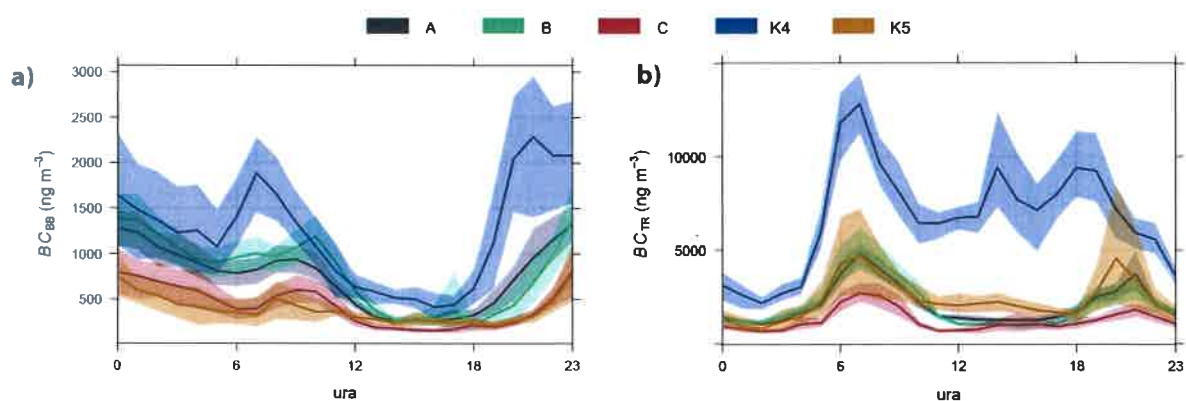 A B C K4 K5
a)
BC_BB (ng m⁻³)
3000
2500
2000
1500
1000
500
0 6 12 18 23
ura
b)
BC_TR (ng m⁻³)
10000
5000
0 6 12 18 23
ura